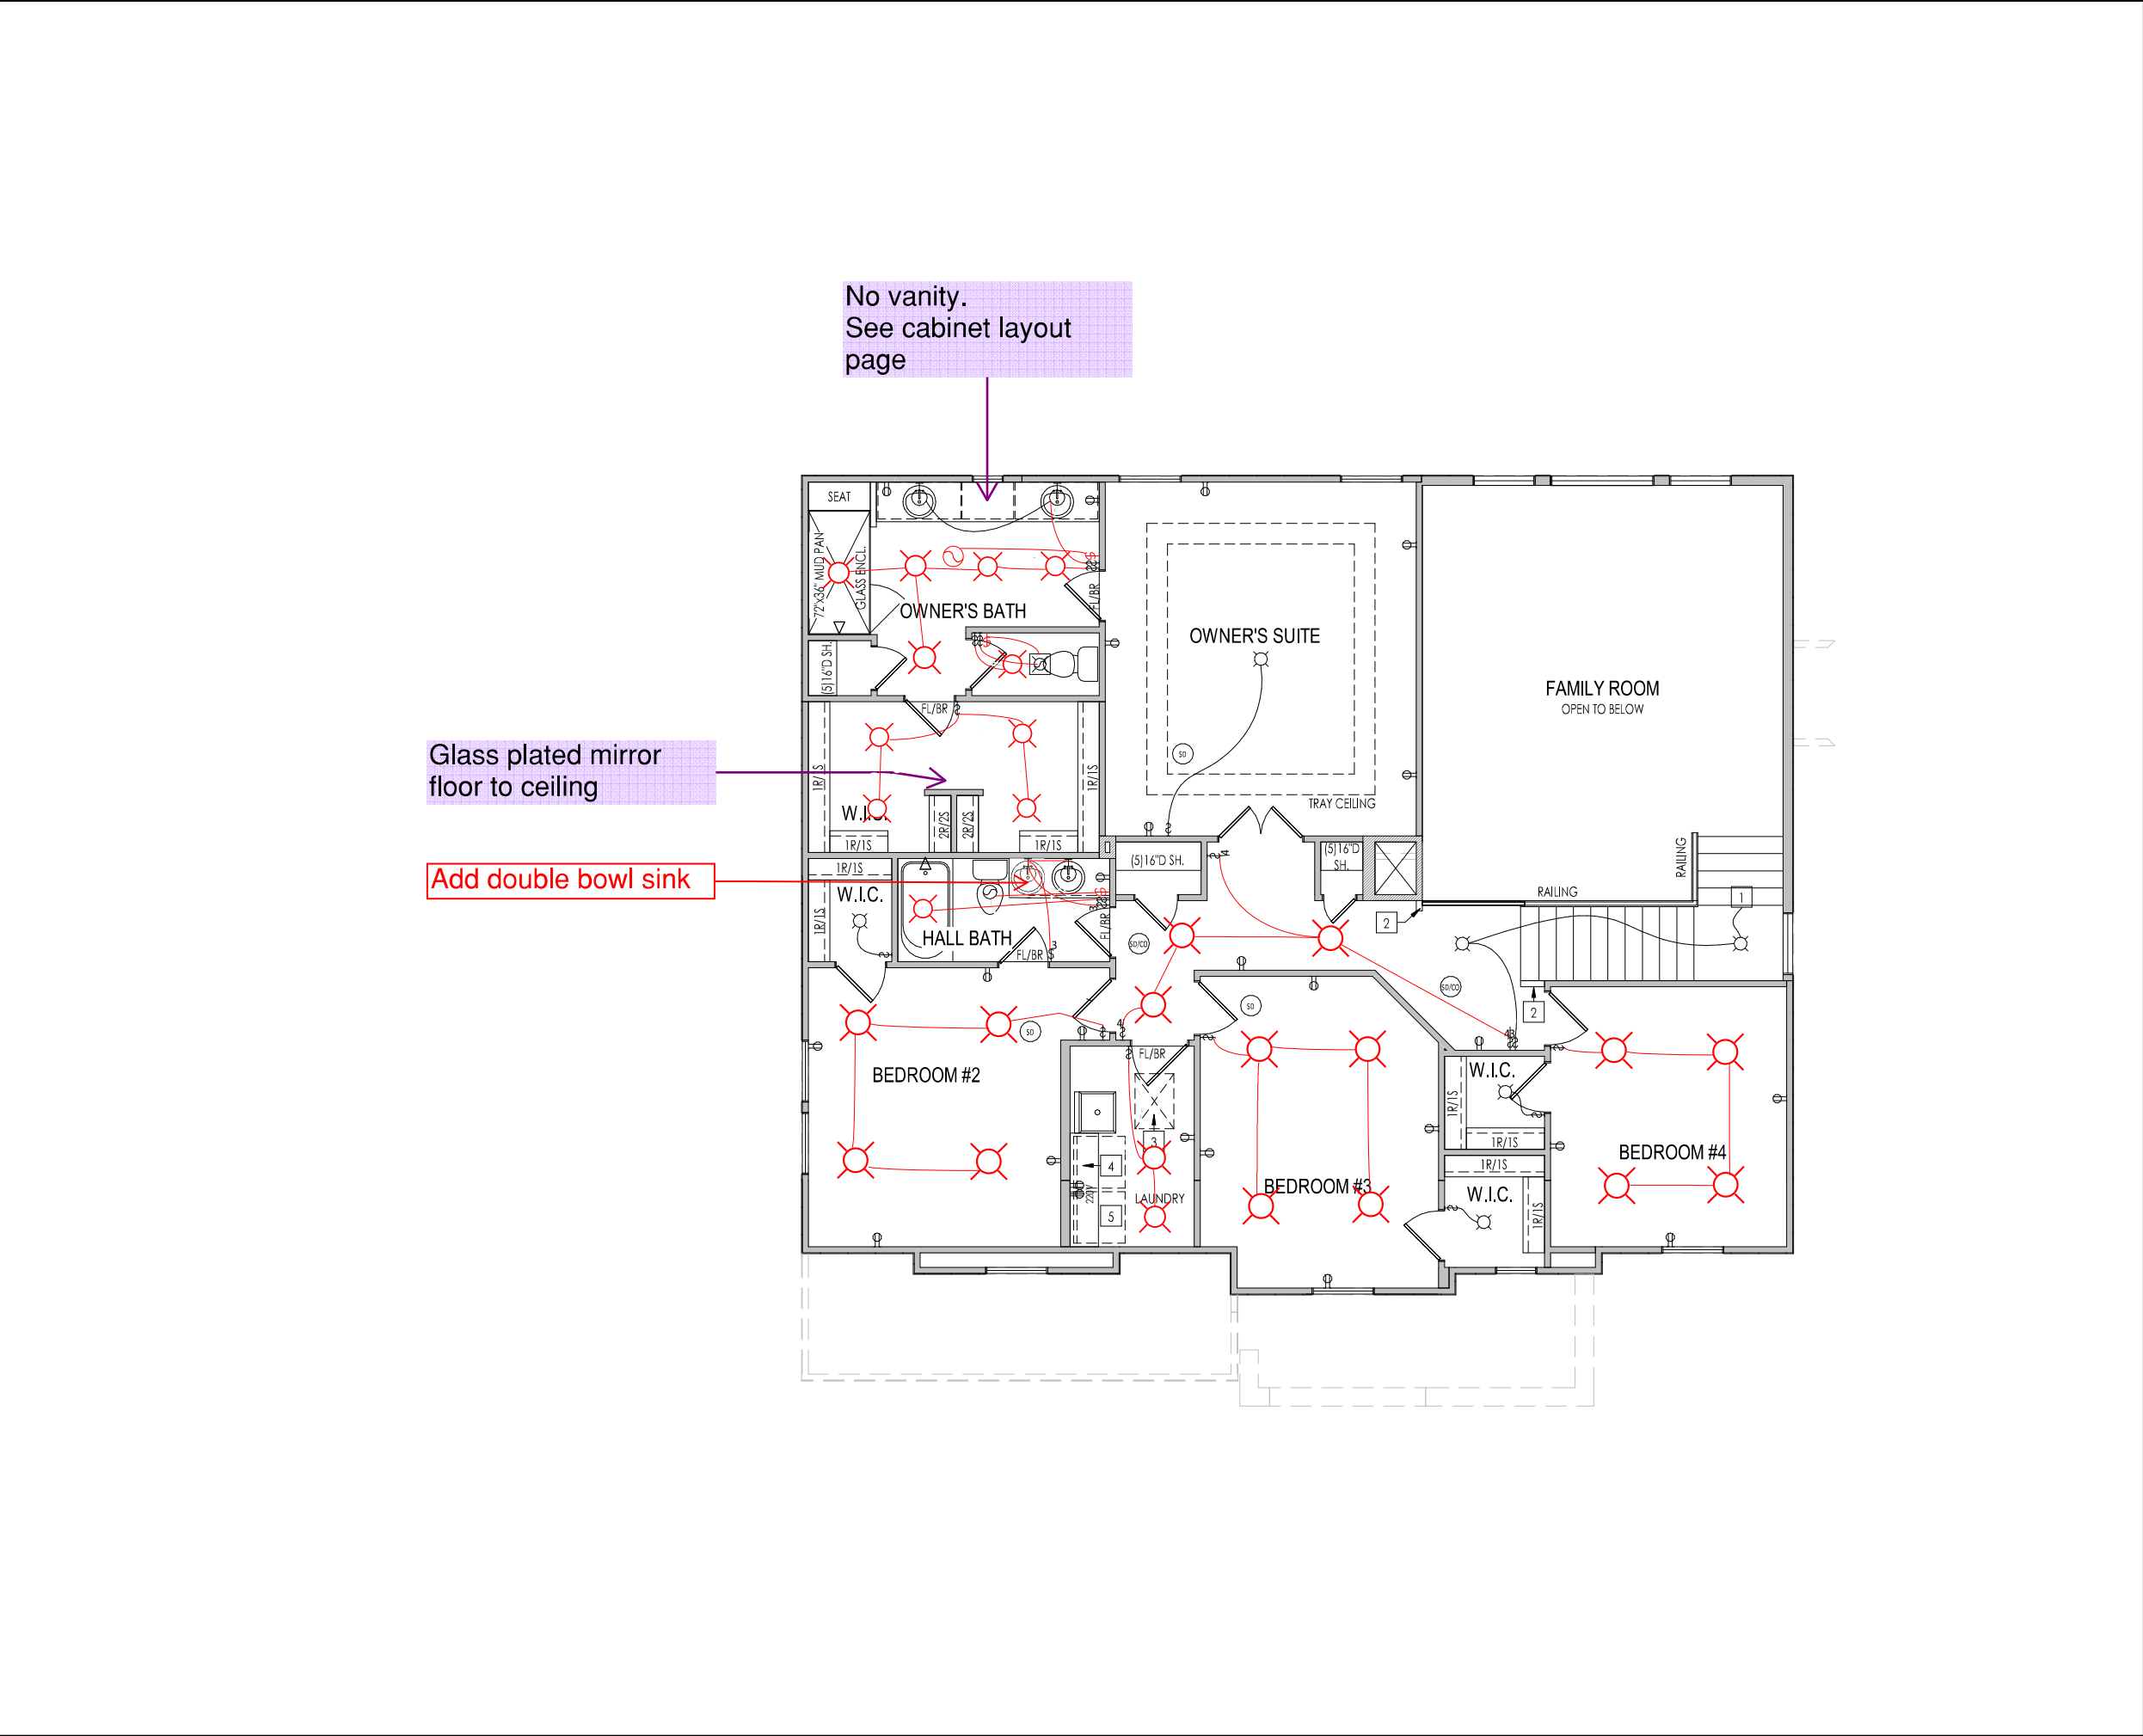 No vanity.
See cabinet layout
page
SEAT
72"x36" MUD PAN
GLASS ENCL.
OWNER'S BATH
FL/BR
(5)16"D SH.
OWNER'S SUITE
SD
TRAY CEILING
FAMILY ROOM
OPEN TO BELOW
FL/BR
Glass plated mirror
floor to ceiling
1R/1S
W.I.C.
1R/1S
2R/2S
2R/2S
1R/1S
1R/1S
Add double bowl sink
1R/1S
W.I.C.
1R/1S
HALL BATH
FL/BR
3
FL/BR
(5)16"D SH.
4
(5)16"D
SH.
RAILING
RAILING
1
2
SD/CO
SD/CO
2
SD
SD
4
BEDROOM #2
FL/BR
3
4
220V
LAUNDRY
5
BEDROOM #3
W.I.C.
1R/1S
1R/1S
1R/1S
W.I.C.
1R/1S
BEDROOM #4